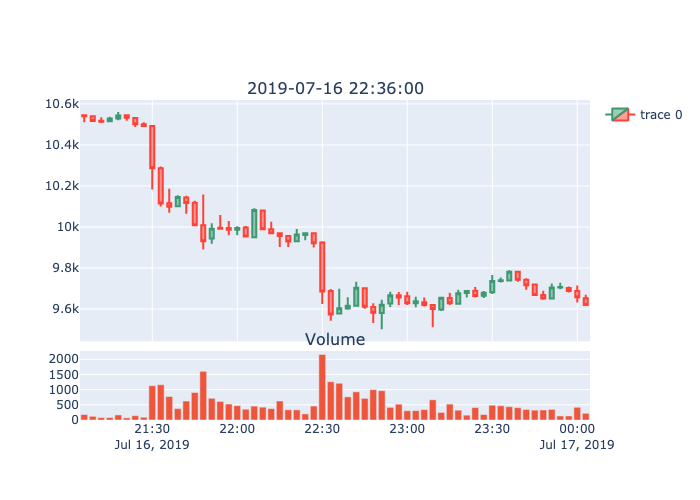 2019-07-16 22:36:00
10.6k
10.4k
10.2k
10k
9.8k
9.6k
trace 0
Volume
2000
1500
1000
500
0
21:30 22:00 22:30 23:00 23:30 00:00
Jul 16, 2019 Jul 17, 2019